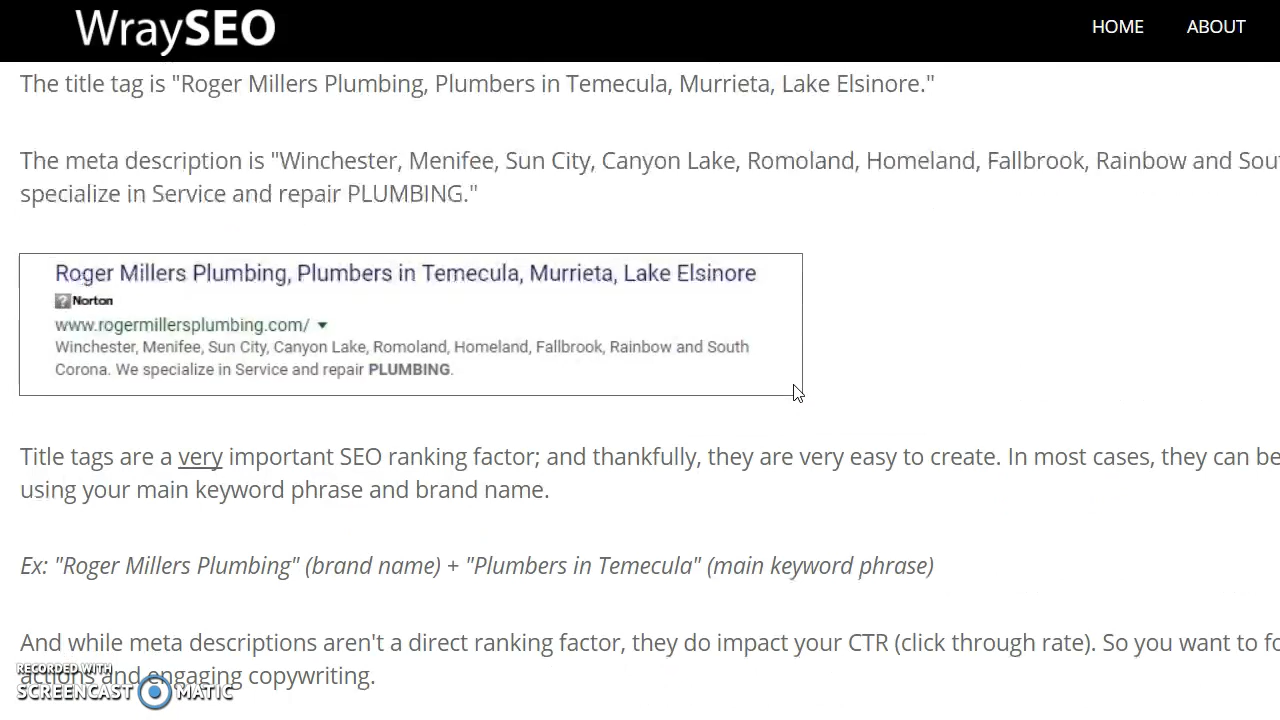 WraySEO
HOME ABOUT
The title tag is "Roger Millers Plumbing, Plumbers in Temecula, Murrieta, Lake Elsinore."
The meta description is "Winchester, Menifee, Sun City, Canyon Lake, Romoland, Homeland, Fallbrook, Rainbow and Sou
specialize in Service and repair PLUMBING."
Roger Millers Plumbing, Plumbers in Temecula, Murrieta, Lake Elsinore
? Norton
www.rogermillersplumbing.com/
Winchester, Menifee, Sun City, Canyon Lake, Romoland, Homeland, Fallbrook, Rainbow and South
Corona. We specialize in Service and repair PLUMBING.
Title tags are a very important SEO ranking factor; and thankfully, they are very easy to create. In most cases, they can be
using your main keyword phrase and brand name.
Ex: "Roger Millers Plumbing" (brand name) + "Plumbers in Temecula" (main keyword phrase)
And while meta descriptions aren't a direct ranking factor, they do impact your CTR (click through rate). So you want to fo
actions and engaging copywriting.
RECORDED WITH
SCREENCAST MATIC